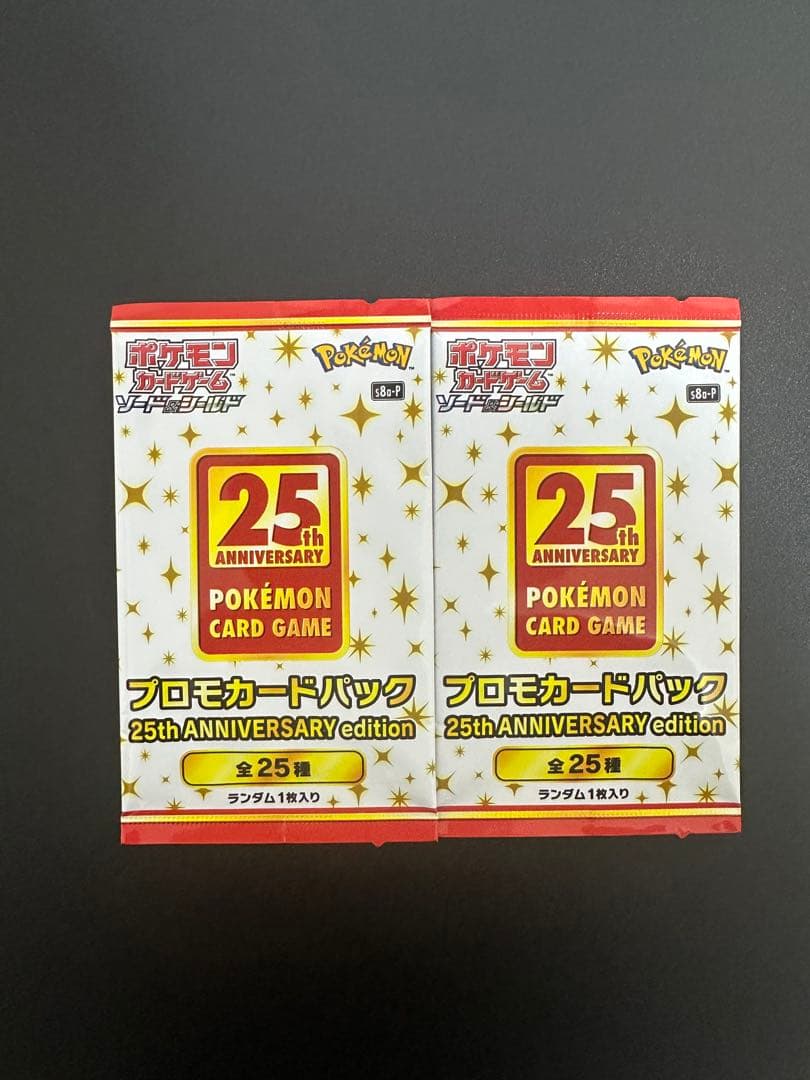 ポケモン
カードゲーム
ソード&シールド
Pokémon
s8a-P
25th
ANNIVERSARY
POKÉMON
CARD GAME
プロモカードパック
25th ANNIVERSARY edition
全25種
ランダム1枚入り
ポケモン
カードゲーム
ソード&シールド
Pokémon
s8a-P
25th
ANNIVERSARY
POKÉMON
CARD GAME
プロモカードパック
25th ANNIVERSARY edition
全25種
ランダム1枚入り